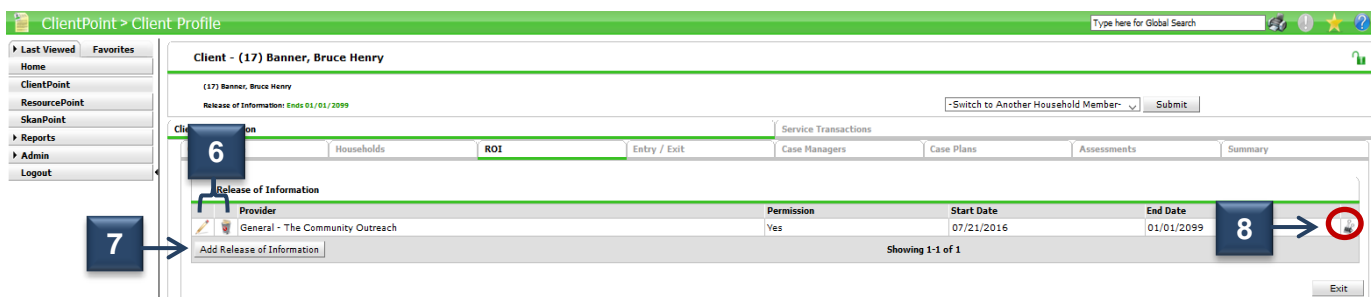 ClientPoint > Client Profile
Type here for Global Search
Last Viewed Favorites
Home
ClientPoint
ResourcePoint
SkanPoint
Reports
Admin
Logout
Client - (17) Banner, Bruce Henry
(17) Banner, Bruce Henry
Release of Information: Ends 01/01/2099
-Switch to Another Household Member- Submit
Cli on Service Transactions
Households ROI Entry / Exit Case Managers Case Plans Assessments Summary
6
Release of Information
Provider Permission Start Date End Date
General - The Community Outreach Yes 07/21/2016 01/01/2099
8
7
Add Release of Information Showing 1-1 of 1
Exit